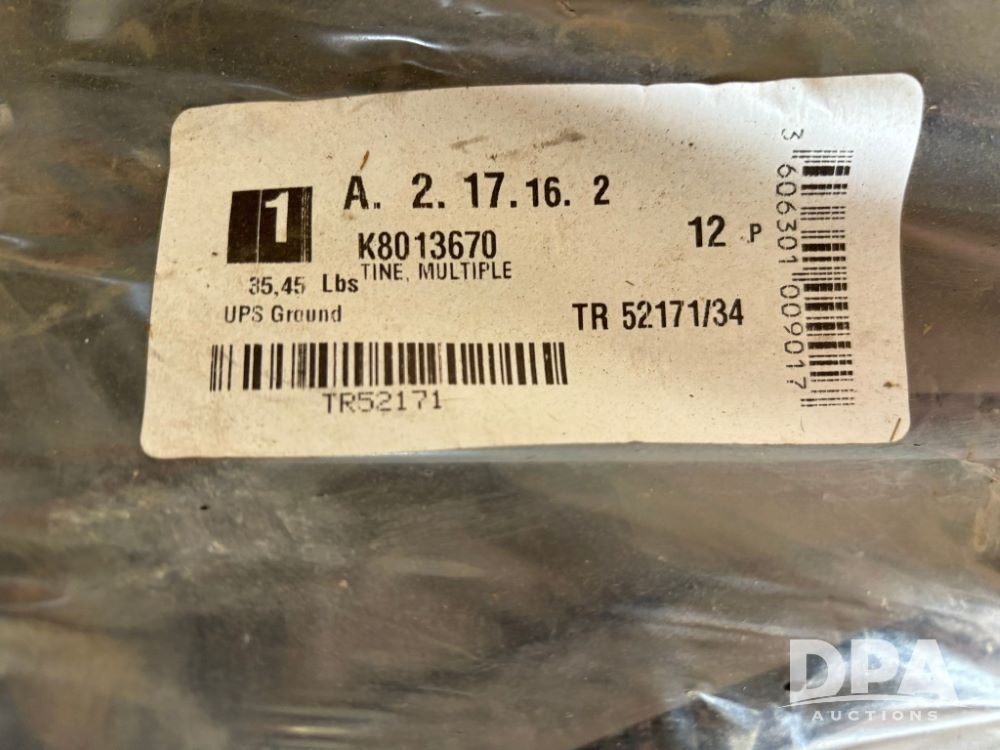 1
A. 2. 17.16. 2
K8013670
12 P
TINE, MULTIPLE
35,45 Lbs
UPS Ground
TR 52171/34
TR52171
3 606301 009017
DPA
AUCTIONS